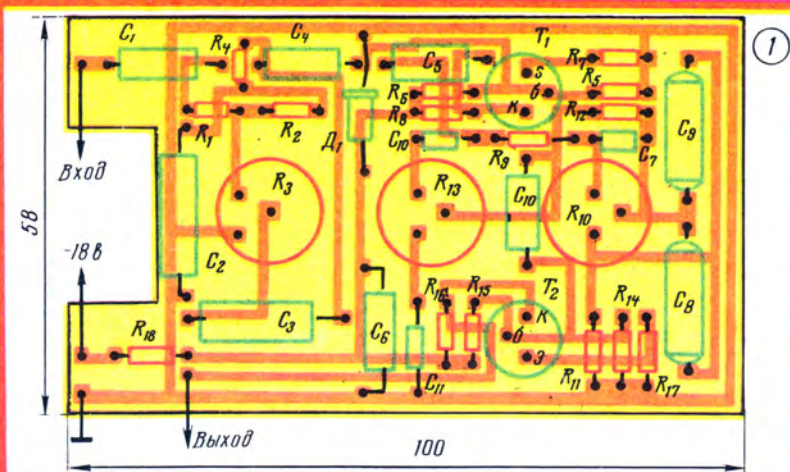 1
C₁
R₄
C₄
C₅
T₁
R₇
R₅
s
б
к
R₆
R₈
R₁₂
R₁
R₂
Д₁
C₁₀
R₉
C₇
C₉
Вход
R₃
R₁₃
C₁₀
R₁₀
58
-18 в
C₂
C₃
C₆
R₁₆
R₁₅
T₂
к
б
э
R₁₄
C₈
R₁₈
C₁₁
R₁₁
R₁₇
Выход
100